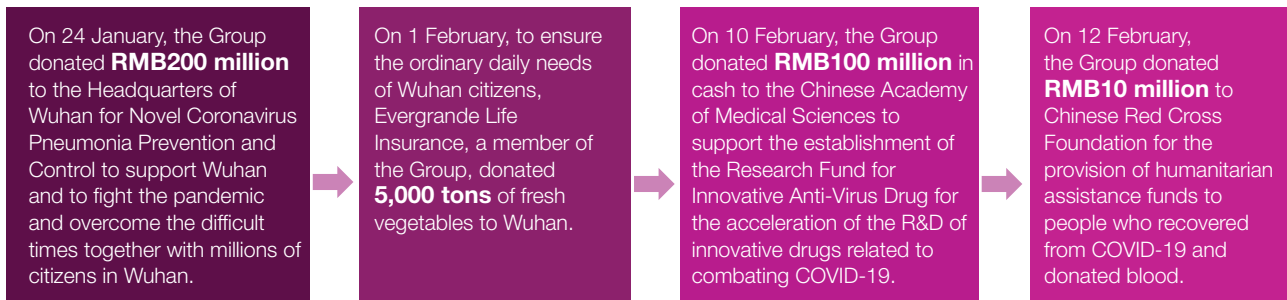 On 24 January, the Group
donated RMB200 million
to the Headquarters of
Wuhan for Novel Coronavirus
Pneumonia Prevention and
Control to support Wuhan
and to fight the pandemic
and overcome the difficult
times together with millions of
citizens in Wuhan.
On 1 February, to ensure
the ordinary daily needs
of Wuhan citizens,
Evergrande Life
Insurance, a member of
the Group, donated
5,000 tons of fresh
vegetables to Wuhan.
On 10 February, the Group
donated RMB100 million in
cash to the Chinese Academy
of Medical Sciences to
support the establishment of
the Research Fund for
Innovative Anti-Virus Drug for
the acceleration of the R&D of
innovative drugs related to
combating COVID-19.
On 12 February,
the Group donated
RMB10 million to
Chinese Red Cross
Foundation for the
provision of humanitarian
assistance funds to
people who recovered
from COVID-19 and
donated blood.